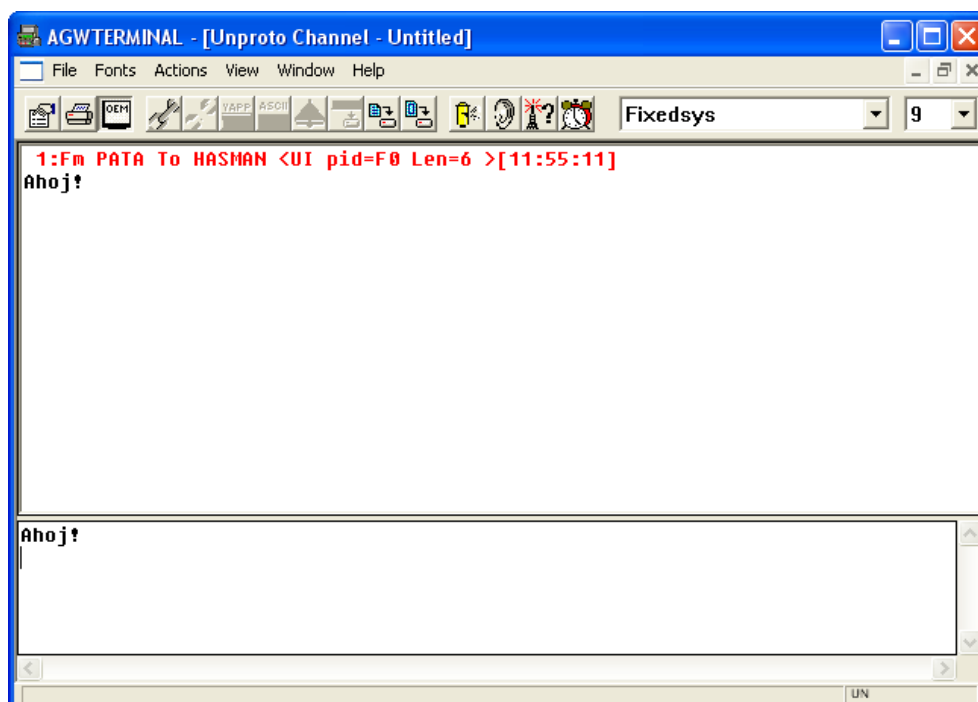 AGWTERMINAL - [Unproto Channel - Untitled]
File Fonts Actions View Window Help
OEM YAPP ASCII Fixedsys 9
1:Fm PATA To HASMAN <UI pid=F0 Len=6 >[11:55:11]
Ahoj!
Ahoj!
UN